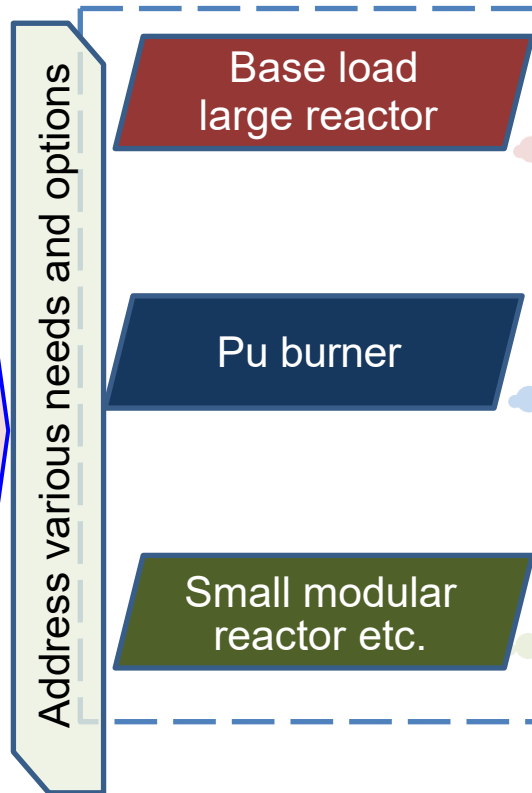 Address various needs and options
Base load
large reactor
Pu burner
Small modular
reactor etc.